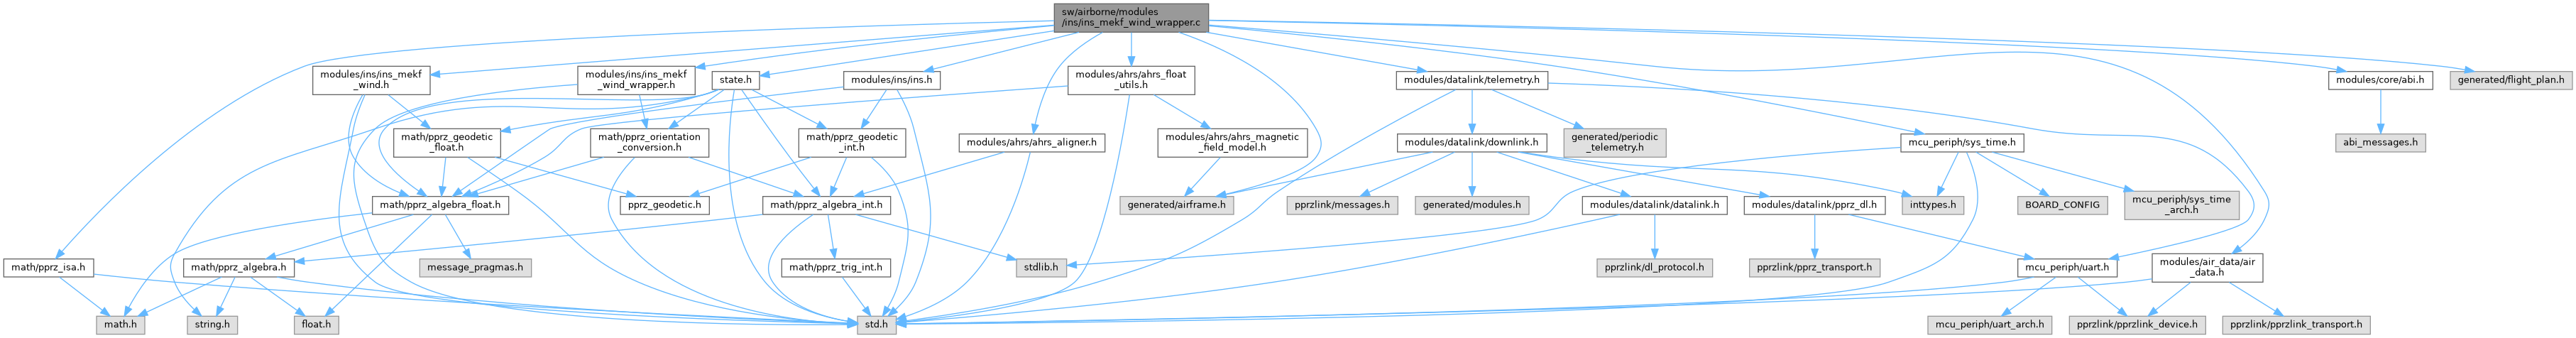 sw/airborne/modules
/ins/ins_mekf_wind_wrapper.c
modules/ins/ins_mekf
_wind.h
modules/ins/ins_mekf
_wind_wrapper.h
state.h
modules/ins/ins.h
modules/ahrs/ahrs_float
_utils.h
modules/datalink/telemetry.h
modules/core/abi.h
generated/flight_plan.h
math/pprz_geodetic
_float.h
math/pprz_orientation
_conversion.h
math/pprz_geodetic
_int.h
modules/ahrs/ahrs_aligner.h
modules/ahrs/ahrs_magnetic
_field_model.h
modules/datalink/downlink.h
generated/periodic
_telemetry.h
mcu_periph/sys_time.h
abi_messages.h
math/pprz_algebra_float.h
pprz_geodetic.h
math/pprz_algebra_int.h
generated/airframe.h
pprzlink/messages.h
generated/modules.h
modules/datalink/datalink.h
modules/datalink/pprz_dl.h
inttypes.h
BOARD_CONFIG
mcu_periph/sys_time
_arch.h
math/pprz_isa.h
math/pprz_algebra.h
message_pragmas.h
math/pprz_trig_int.h
stdlib.h
pprzlink/dl_protocol.h
pprzlink/pprz_transport.h
mcu_periph/uart.h
modules/air_data/air
_data.h
math.h
string.h
float.h
std.h
mcu_periph/uart_arch.h
pprzlink/pprzlink_device.h
pprzlink/pprzlink_transport.h